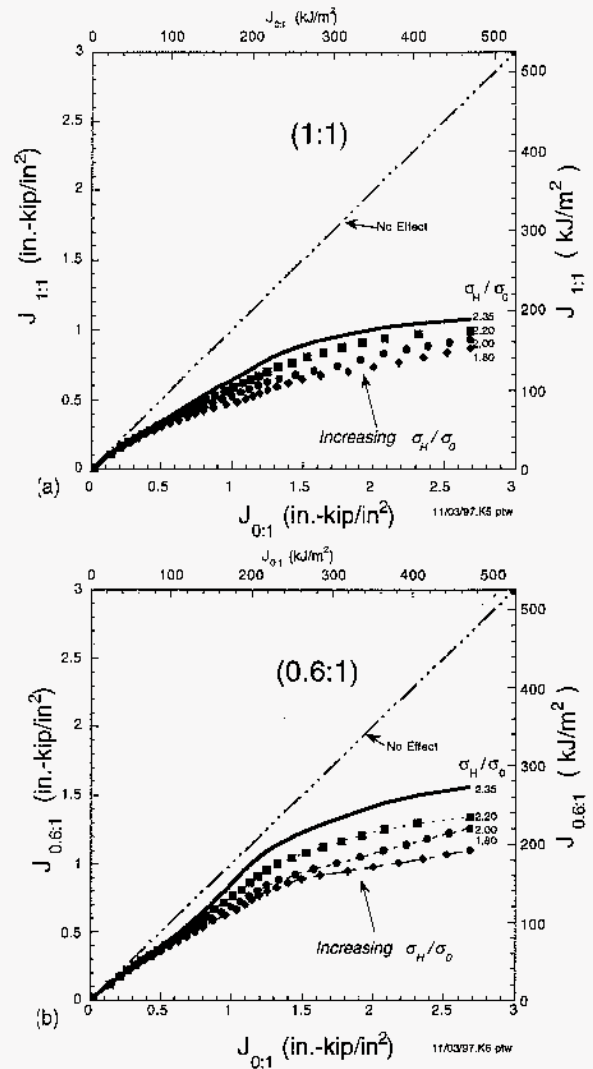 J0:1 (kJ/m²)
0 100 200 300 400 500
3
2.5
2
1.5
1
0.5
0
J 1:1 (in.-kip/in²)
(1:1)
No Effect
σH/σ0
2.35
2.20
2.00
1.80
Increasing σH/σ0
500
400
300
200
100
0
J 1:1 (kJ/m²)
(a)
0 0.5 1 1.5 2 2.5 3
J0:1 (in.-kip/in²)
11/03/97.K5 ptw
J0:1 (kJ/m²)
0 100 200 300 400 500
3
2.5
2
1.5
1
0.5
0
J0.6:1 (in.-kip/in²)
(0.6:1)
No Effect
σH/σ0
2.35
2.20
2.00
1.80
Increasing σH/σ0
500
400
300
200
100
0
J0.6:1 (kJ/m²)
(b)
0 0.5 1 1.5 2 2.5 3
J0:1 (in.-kip/in²)
11/03/97.K6 ptw